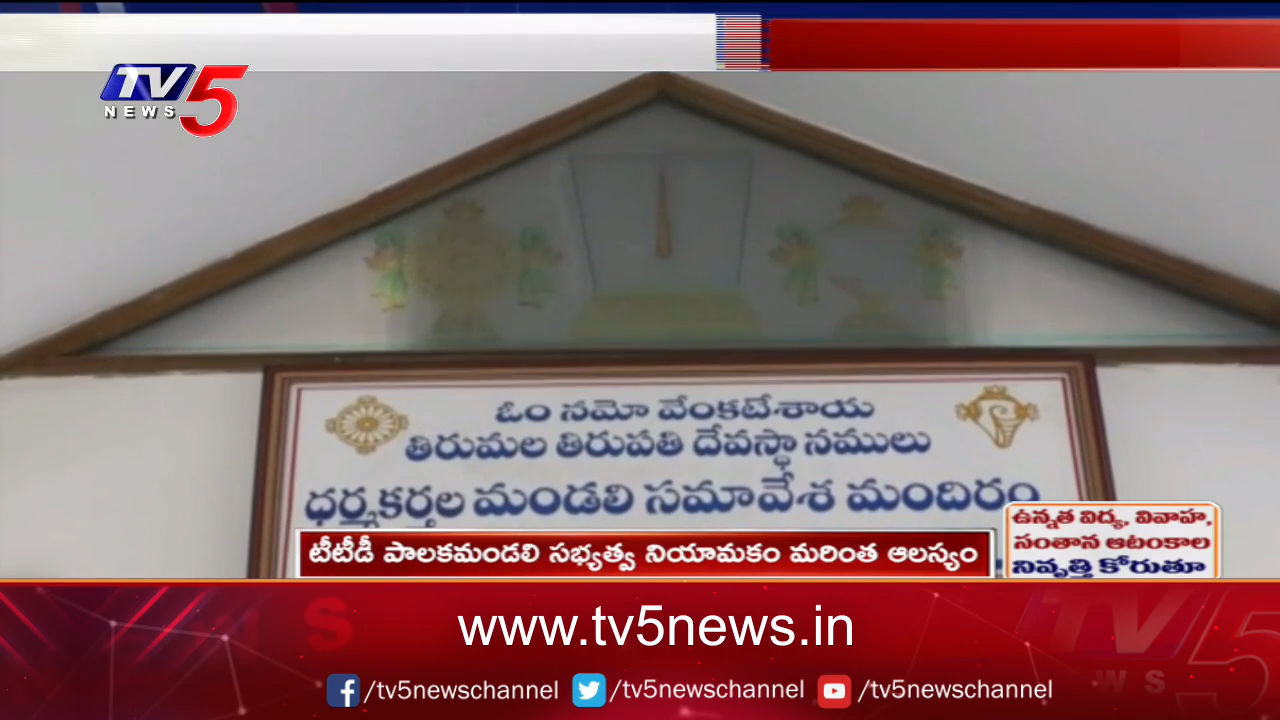 TV5
NEWS
ఓం నమో వేంకటేశాయ
తిరుమల తిరుపతి దేవస్థానములు
ధర్మకర్తల మండలి సమావేశ మందిరం
టీటీడీ పాలకమండలి సభ్యత్వ నియామకం మరింత ఆలస్యం
ఉన్నత విద్య, వివాహ,
సంతాన ఆటంకాల
నివృత్తి కోరుతూ
www.tv5news.in
/tv5newschannel /tv5newschannel /tv5newschannel